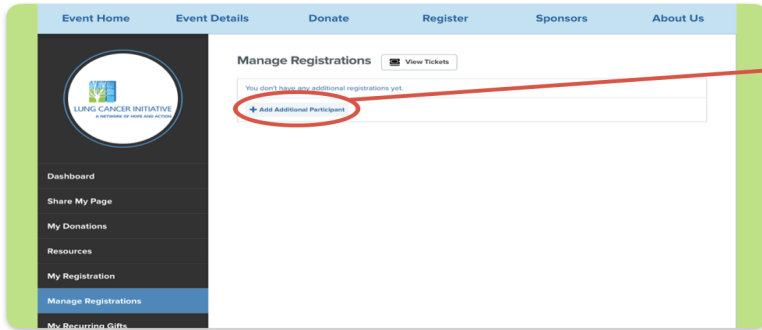 Event Home Event Details Donate Register Sponsors About Us
Manage Registrations View Tickets
You don't have any additional registrations yet.
+ Add Additional Participant
LUNG CANCER INITIATIVE
A NETWORK OF HOPE AND ACTION
Dashboard
Share My Page
My Donations
Resources
My Registration
Manage Registrations
My Recurring Gifts